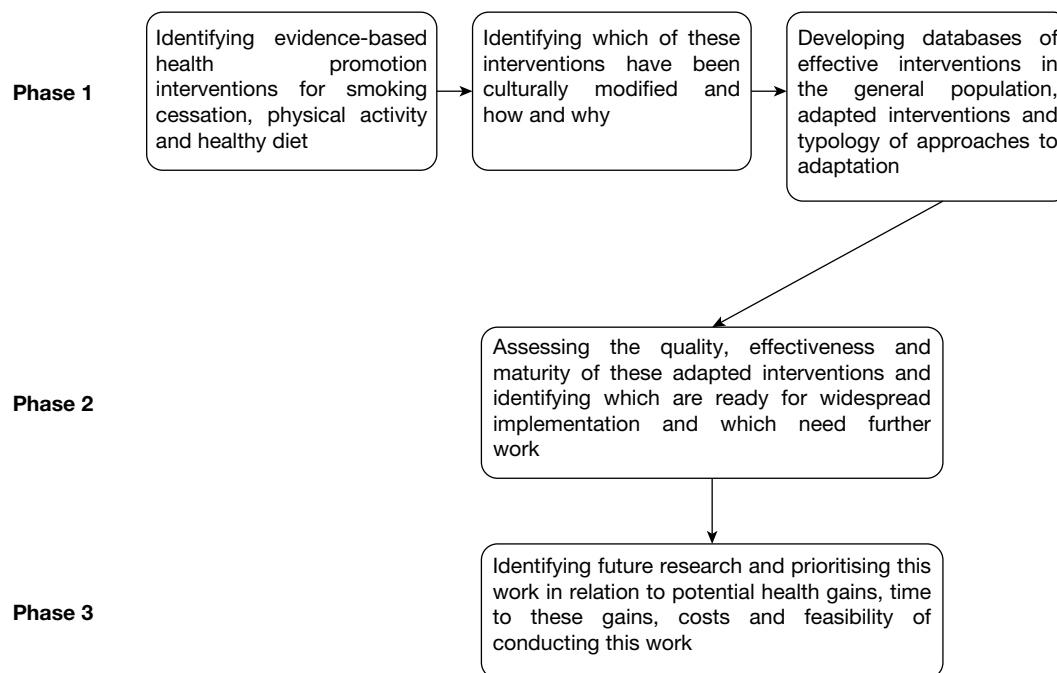 Phase 1
Identifying evidence-based
health promotion
interventions for smoking
cessation, physical activity
and healthy diet
Identifying which of these
interventions have been
culturally modified and
how and why
Developing databases of
effective interventions in
the general population,
adapted interventions and
typology of approaches to
adaptation
Phase 2
Assessing the quality, effectiveness and
maturity of these adapted interventions and
identifying which are ready for widespread
implementation and which need further
work
Phase 3
Identifying future research and prioritising this
work in relation to potential health gains, time
to these gains, costs and feasibility of
conducting this work